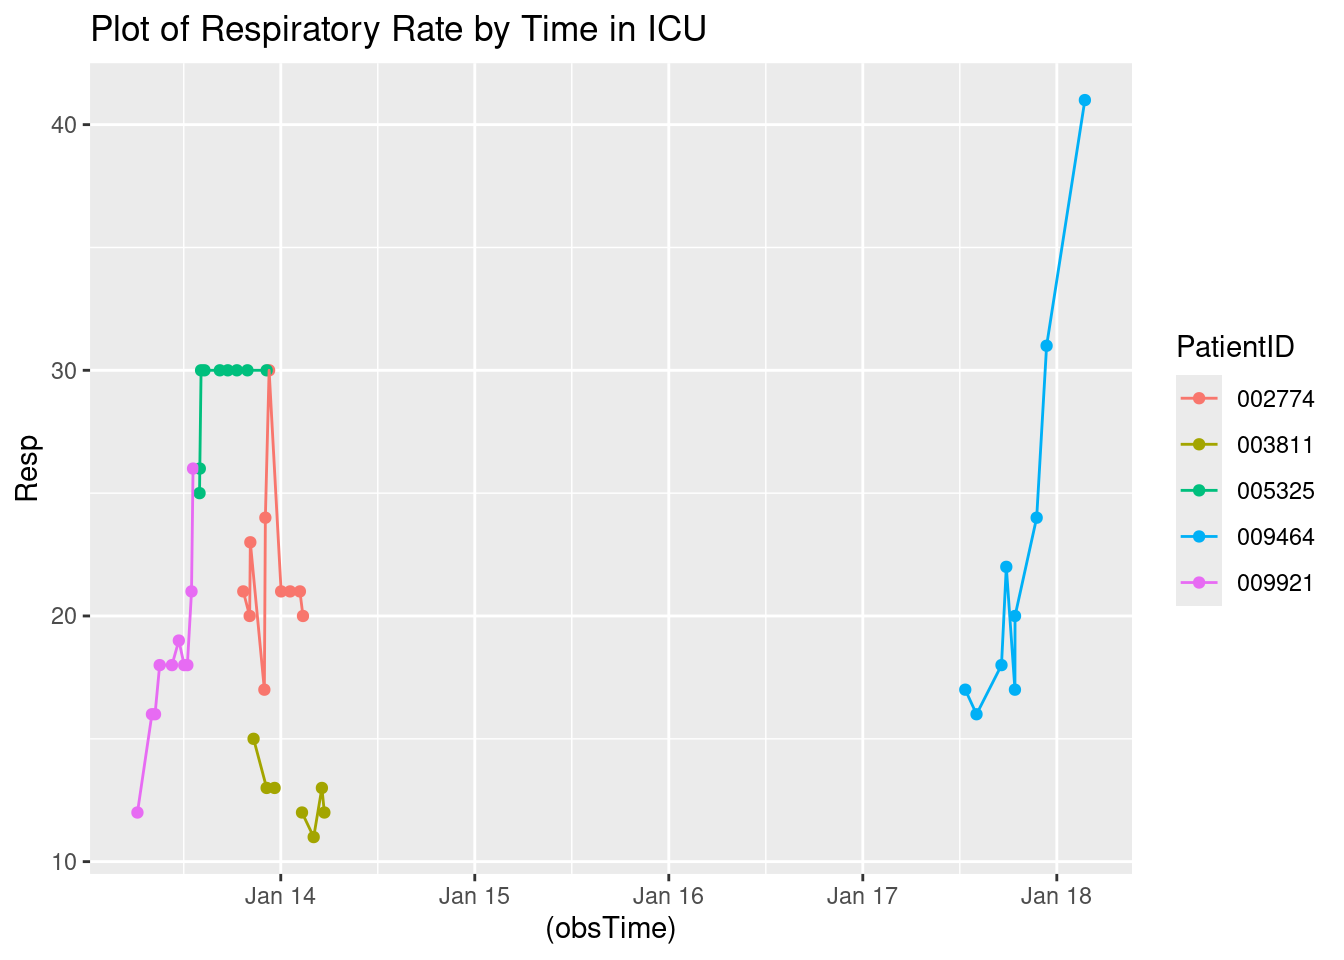 Plot of Respiratory Rate by Time in ICU
40
30
20
10
Resp
Jan 14
Jan 15
Jan 16
Jan 17
Jan 18
(obsTime)
PatientID
002774
003811
005325
009464
009921